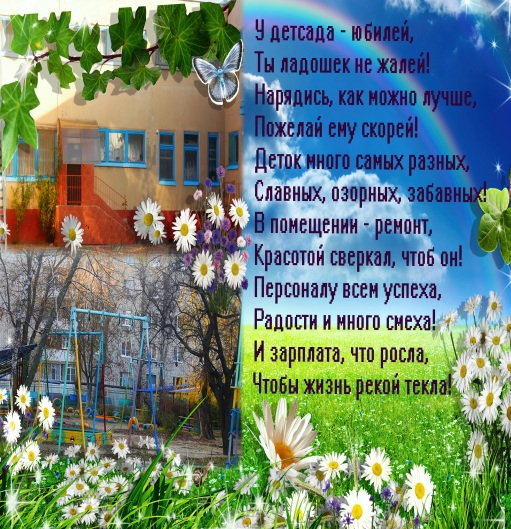 У детсада - юбилей,
Ты ладошек не жалей!
Нарядись, как можно лучше,
Пожелай ему скорей!
Деток много самых разных,
Славных, озорных, забавных!
В помещении - ремонт,
Красотой сверкал, чтоб он!
Персоналу всем успеха,
Радости и много смеха!
И зарплата, что росла,
Чтобы жизнь рекой текла!